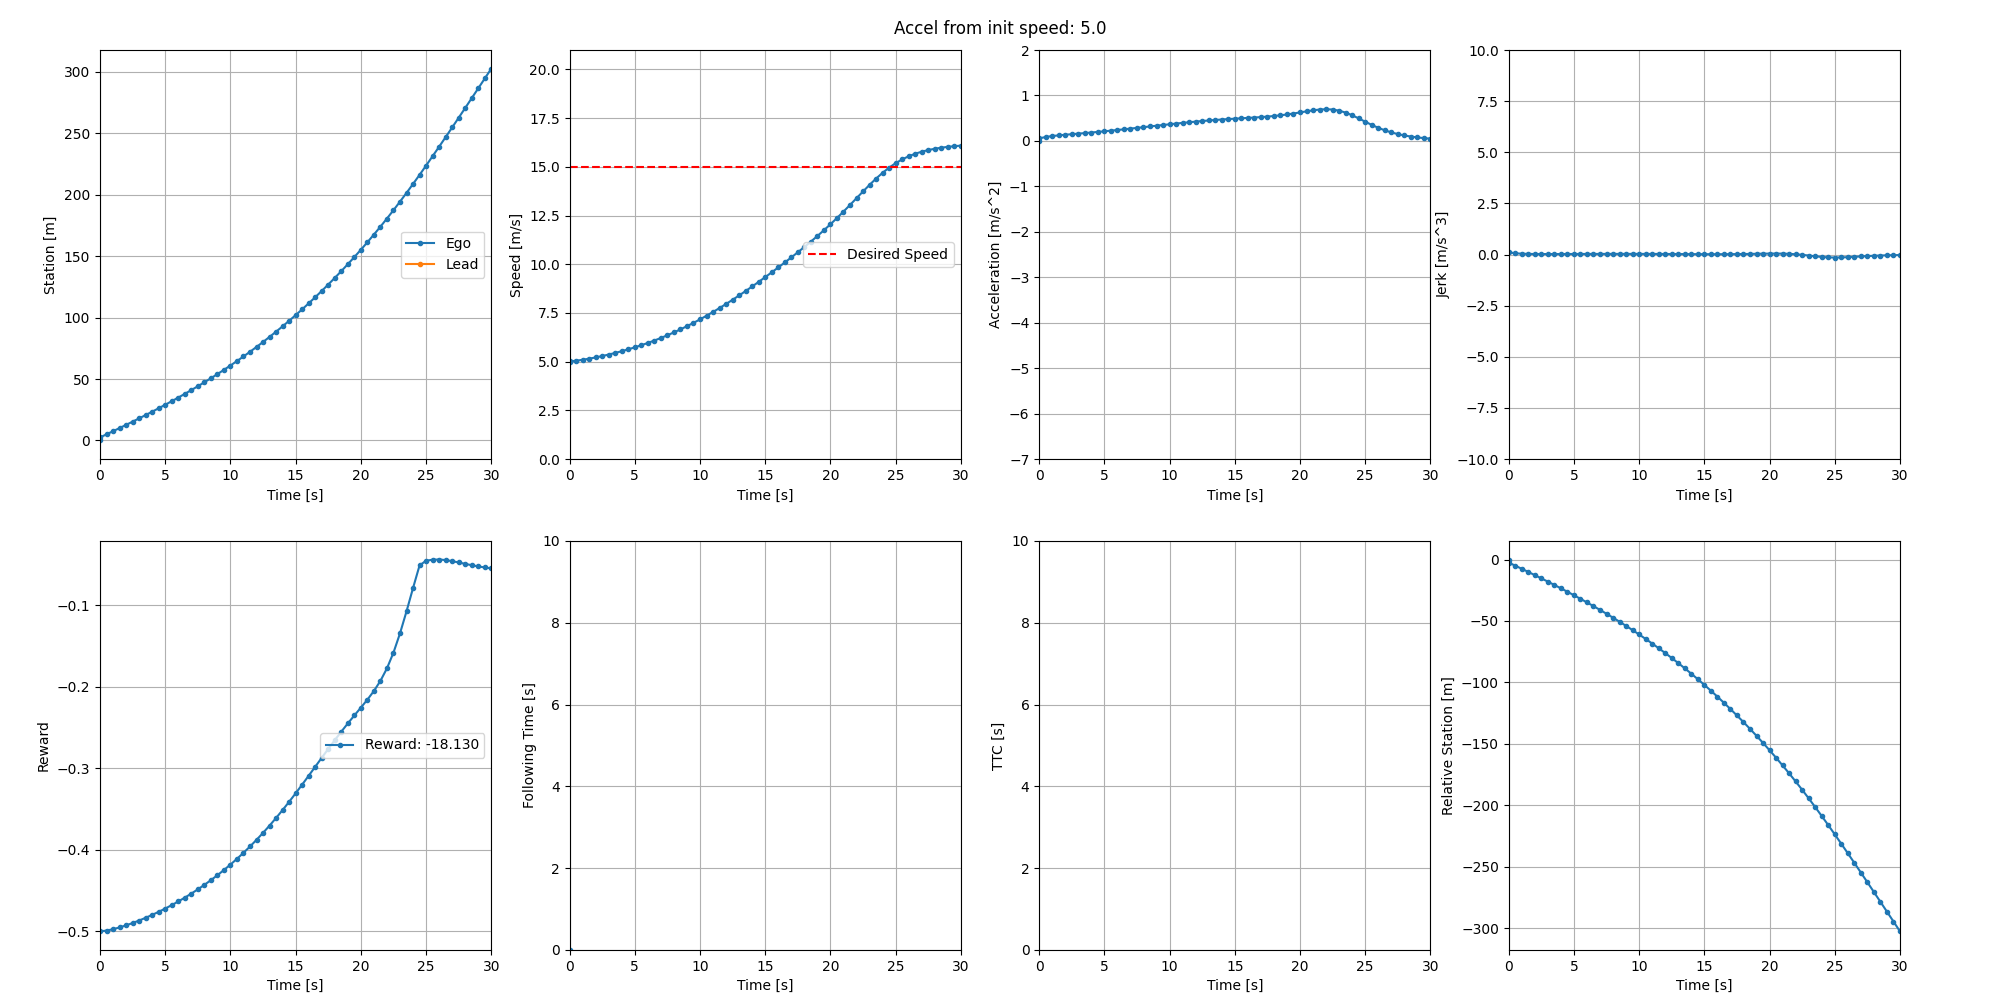 Accel from init speed: 5.0
300
250
200
150
100
50
0
Station [m]
Ego
Lead
0 5 10 15 20 25 30
Time [s]
20.0
17.5
15.0
12.5
10.0
7.5
5.0
2.5
0.0
Speed [m/s]
Desired Speed
0 5 10 15 20 25 30
Time [s]
2
1
0
−1
−2
−3
−4
−5
−6
−7
Acceleration [m/s^2]
0 5 10 15 20 25 30
Time [s]
10.0
7.5
5.0
2.5
0.0
−2.5
−5.0
−7.5
−10.0
Jerk [m/s^3]
0 5 10 15 20 25 30
Time [s]
−0.1
−0.2
−0.3
−0.4
−0.5
Reward
Reward: -18.130
0 5 10 15 20 25 30
Time [s]
10
8
6
4
2
0
Following Time [s]
0 5 10 15 20 25 30
Time [s]
10
8
6
4
2
0
TTC [s]
0 5 10 15 20 25 30
Time [s]
0
−50
−100
−150
−200
−250
−300
Relative Station [m]
0 5 10 15 20 25 30
Time [s]